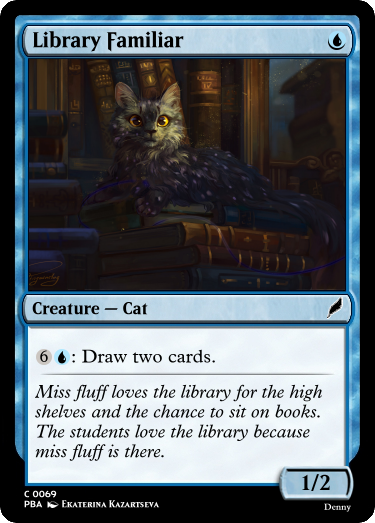 Library Familiar
Creature — Cat
6 : Draw two cards.
Miss fluff loves the library for the high
shelves and the chance to sit on books.
The students love the library because
miss fluff is there.
1/2
C 0069
PBA Ekaterina Kazartseva
Denny